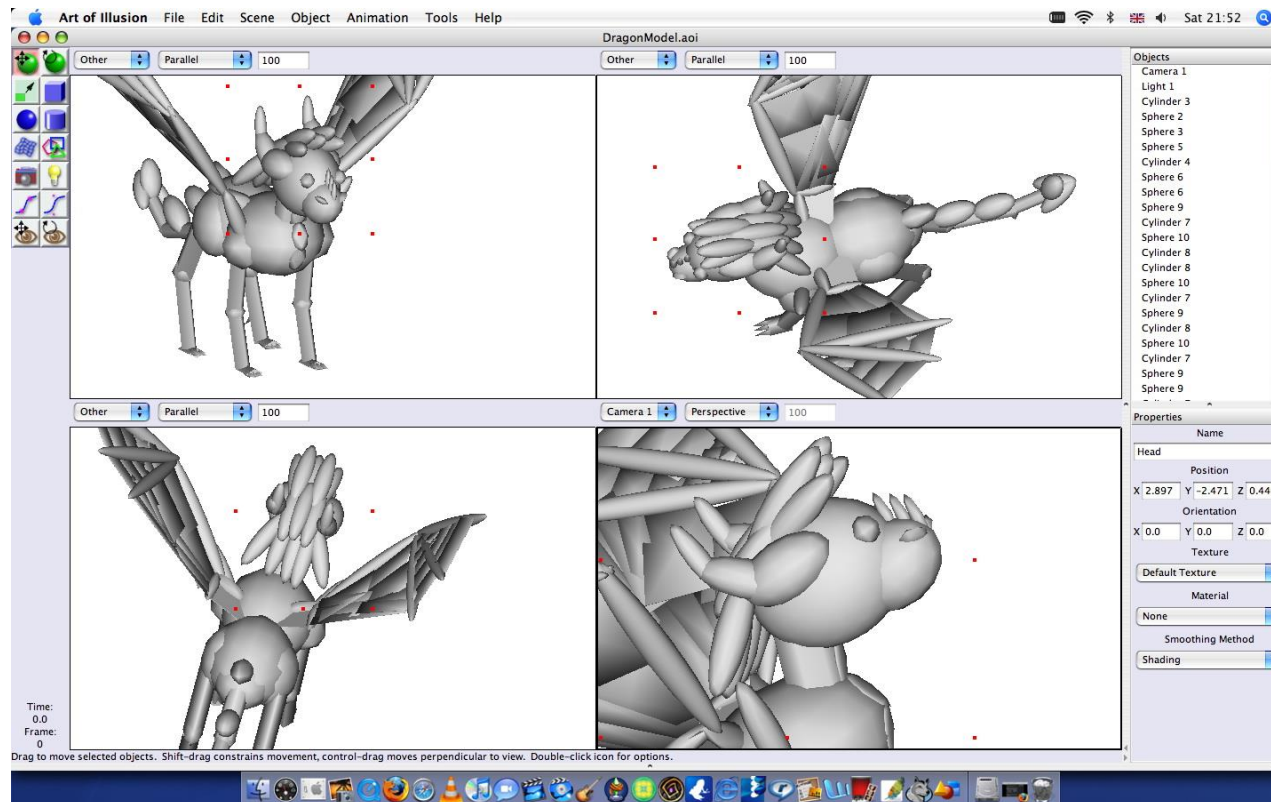 Art of Illusion File Edit Scene Object Animation Tools Help Sat 21:52
DragonModel.aoi
Other Parallel 100
Other Parallel 100
Objects
Camera 1
Light 1
Cylinder 3
Sphere 2
Sphere 3
Sphere 5
Cylinder 4
Sphere 6
Sphere 6
Sphere 9
Cylinder 7
Sphere 10
Cylinder 8
Cylinder 8
Sphere 10
Cylinder 7
Sphere 9
Cylinder 8
Sphere 10
Cylinder 7
Sphere 9
Sphere 9
Other Parallel 100
Camera 1 Perspective 100
Properties
Name
Head
Position
X 2.897 Y -2.471 Z 0.44
Orientation
X 0.0 Y 0.0 Z 0.0
Texture
Default Texture
Material
None
Smoothing Method
Shading
Time:
0.0
Frame:
0
Drag to move selected objects. Shift-drag constrains movement, control-drag moves perpendicular to view. Double-click icon for options.